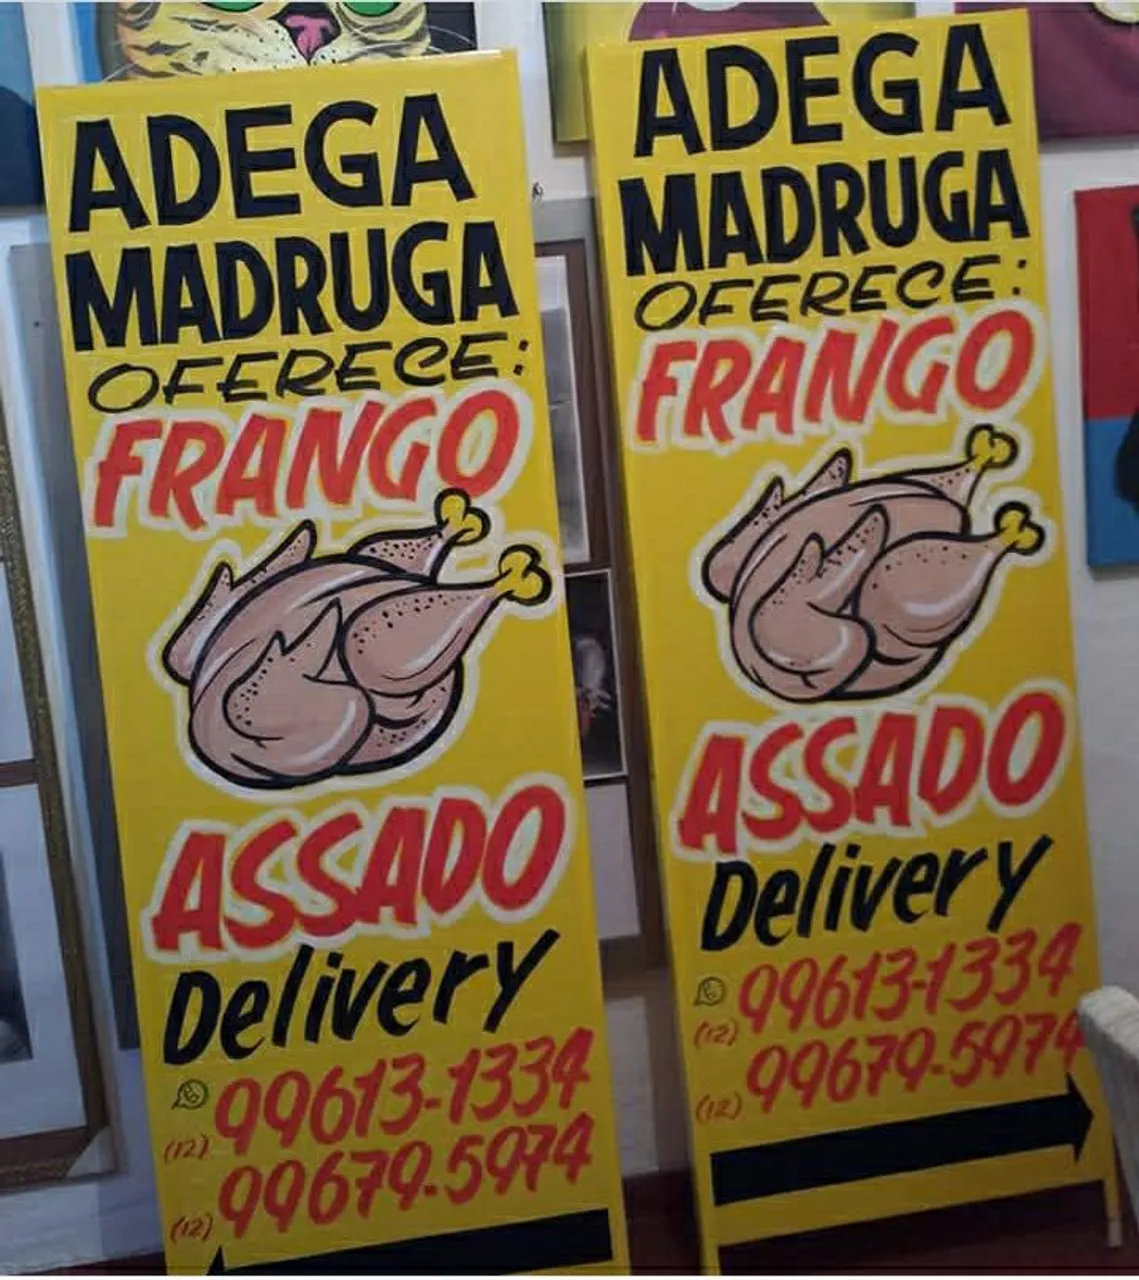 ADEGA
MADRUGA
OFERECE:
FRANGO
ASSADO
Delivery
99613-1334
(12)
99679.5974
(12)
ADEGA
MADRUGA
OFERECE:
FRANGO
ASSADO
Delivery
99613-1334
(12)
99679.5974
(12)